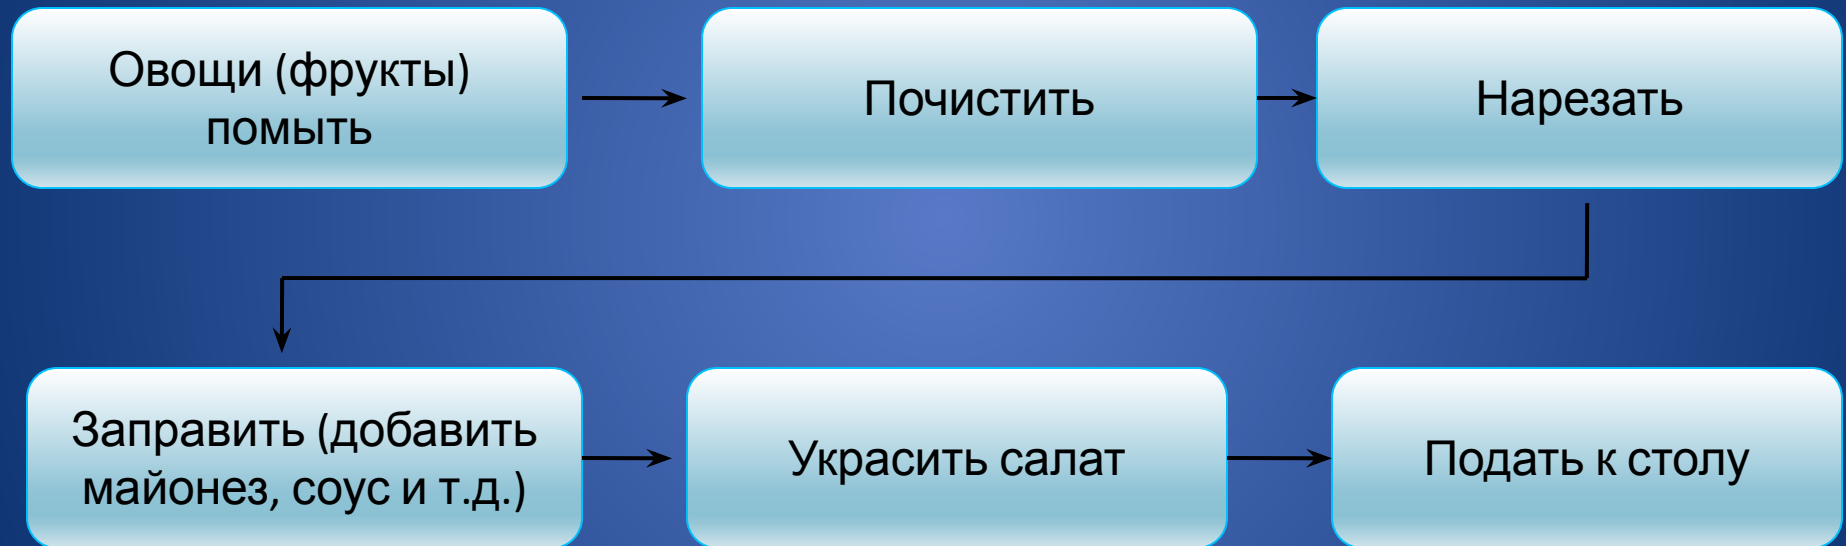 Овощи (фрукты)
помыть
Почистить
Нарезать
Заправить (добавить
майонез, соус и т.д.)
Украсить салат
Подать к столу